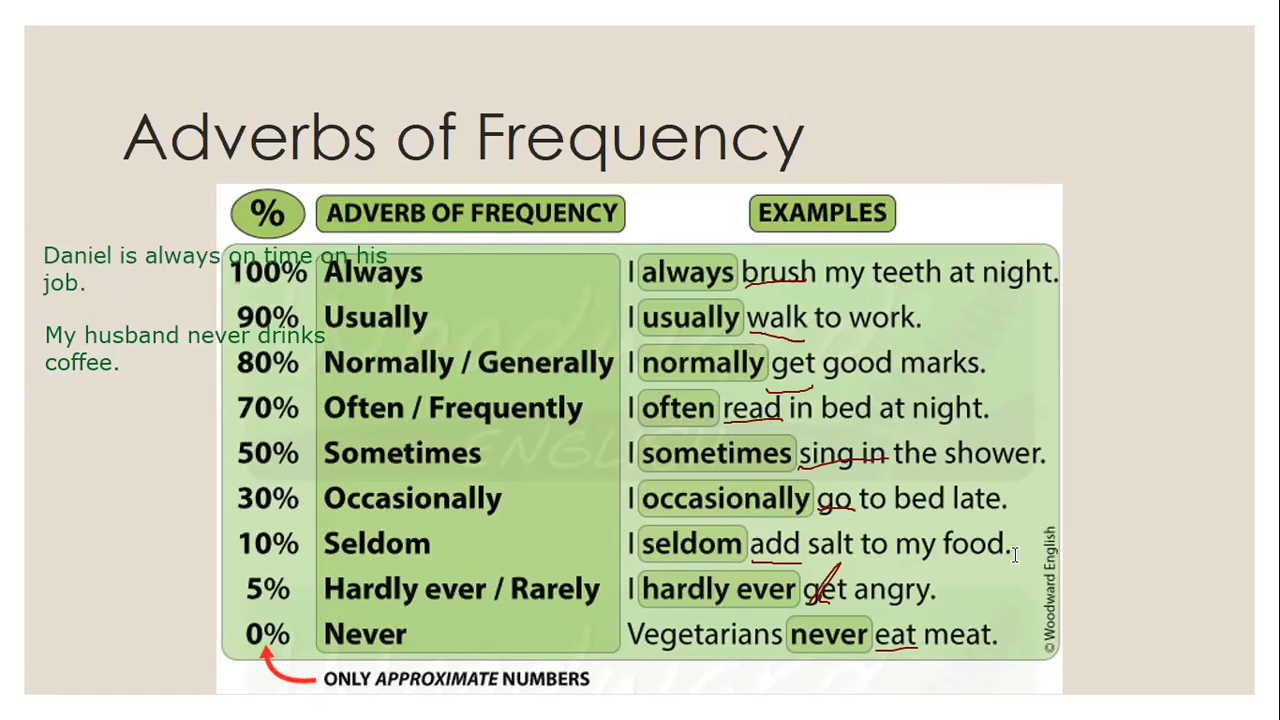 Adverbs of Frequency
% ADVERB OF FREQUENCY EXAMPLES
Daniel is always on time on his
job.
My husband never drinks
coffee.
100% Always I always brush my teeth at night.
90% Usually I usually walk to work.
80% Normally / Generally I normally get good marks.
70% Often / Frequently I often read in bed at night.
50% Sometimes I sometimes sing in the shower.
30% Occasionally I occasionally go to bed late.
10% Seldom I seldom add salt to my food.
5% Hardly ever / Rarely I hardly ever get angry.
0% Never Vegetarians never eat meat.
© Woodward English
ONLY APPROXIMATE NUMBERS